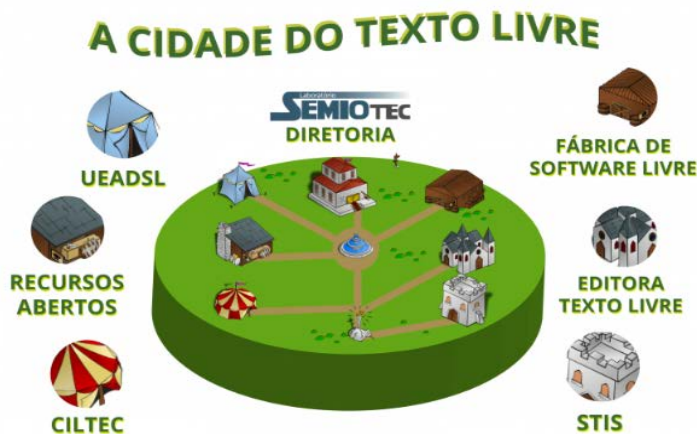 A CIDADE DO TEXTO LIVRE
Laboratório
SEMIOTEC
DIRETORIA
UEADSL
FÁBRICA DE
SOFTWARE LIVRE
RECURSOS
ABERTOS
EDITORA
TEXTO LIVRE
CILTEC
STIS